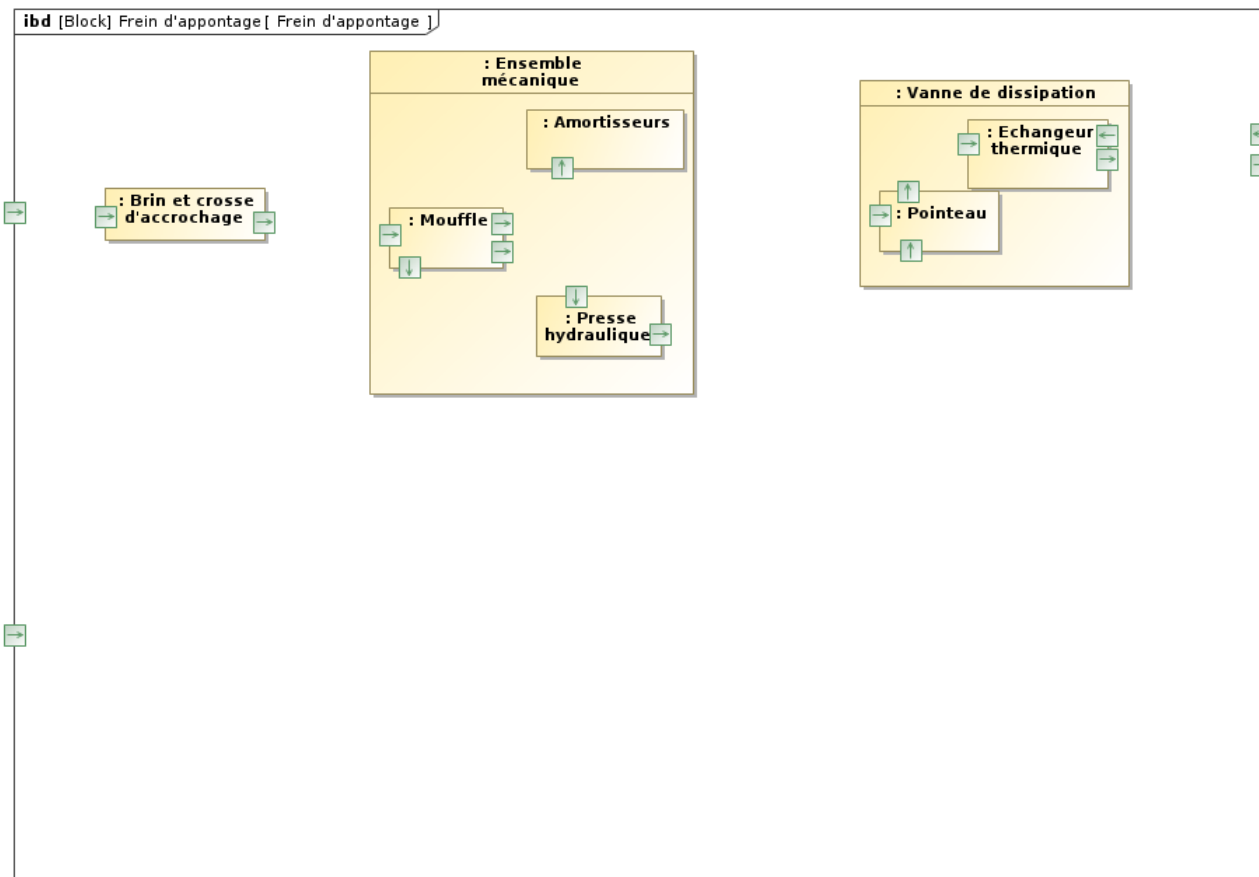 ibd [Block] Frein d'appontage[ Frein d'appontage ]
: Ensemble
mécanique
: Amortisseurs
: Vanne de dissipation
: Echangeur
thermique
: Brin et crosse
d'accrochage
: Mouffle
: Pointeau
: Presse
hydraulique